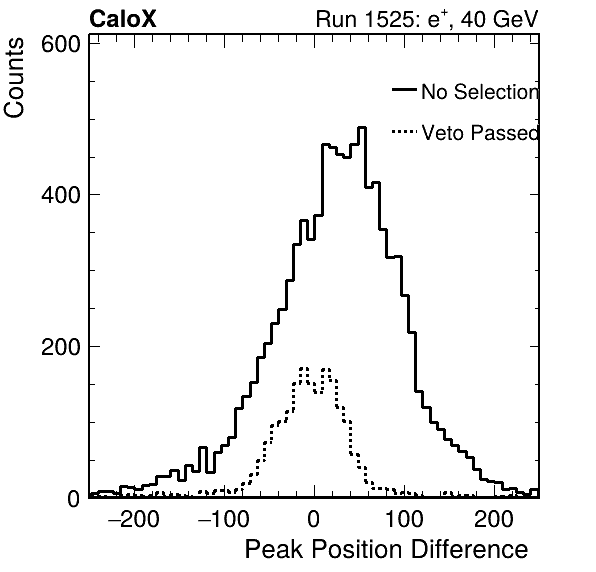 CaloX Run 1525: e⁺, 40 GeV
Counts
600
400
200
0
No Selection
Veto Passed
−200 −100 0 100 200
Peak Position Difference